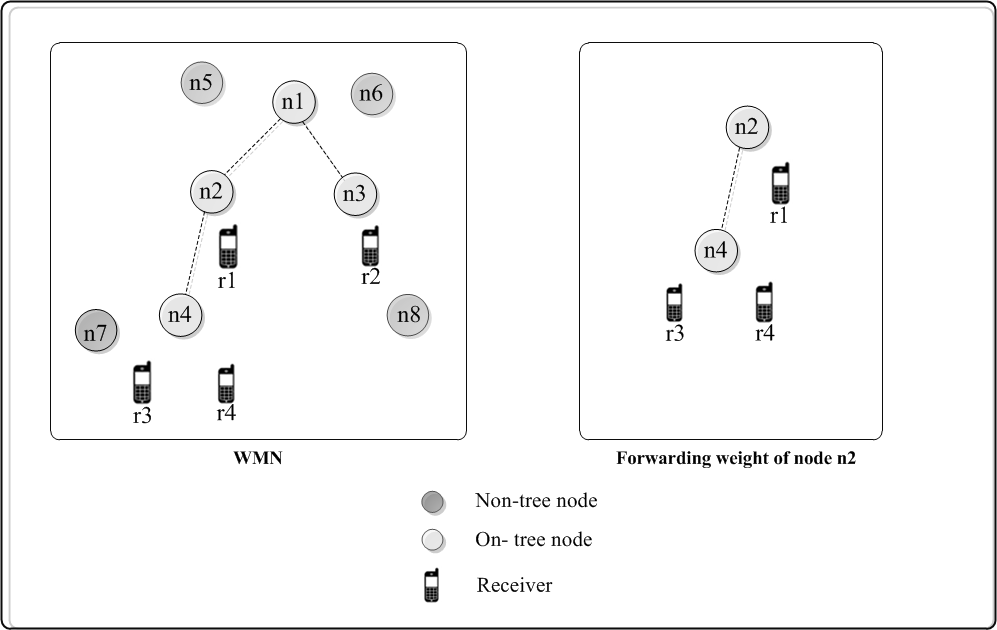 n5
n1
n6
n2
n3
r1
r2
n4
n7
n8
r3
r4
WMN
n2
r1
n4
r3
r4
Forwarding weight of node n2
Non-tree node
On- tree node
Receiver